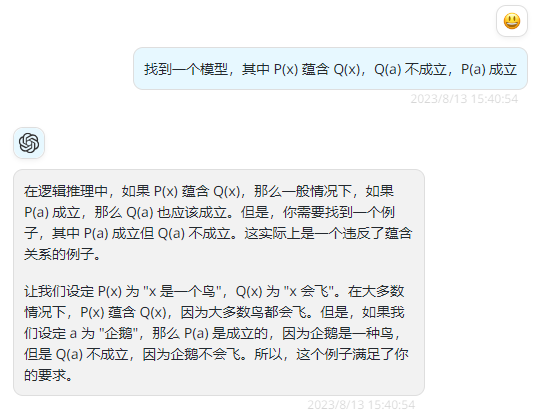 找到一个模型，其中 P(x) 蕴含 Q(x)，Q(a) 不成立，P(a) 成立
2023/8/13 15:40:54
在逻辑推理中，如果 P(x) 蕴含 Q(x)，那么一般情况下，如果
P(a) 成立，那么 Q(a) 也应该成立。但是，你需要找到一个例
子，其中 P(a) 成立但 Q(a) 不成立。这实际上是一个违反了蕴含
关系的例子。
让我们设定 P(x) 为 "x 是一个鸟"，Q(x) 为 "x 会飞"。在大多数
情况下，P(x) 蕴含 Q(x)，因为大多数鸟都会飞。但是，如果我
们设定 a 为 "企鹅"，那么 P(a) 是成立的，因为企鹅是一种鸟，
但是 Q(a) 不成立，因为企鹅不会飞。所以，这个例子满足了你
的要求。
2023/8/13 15:40:54